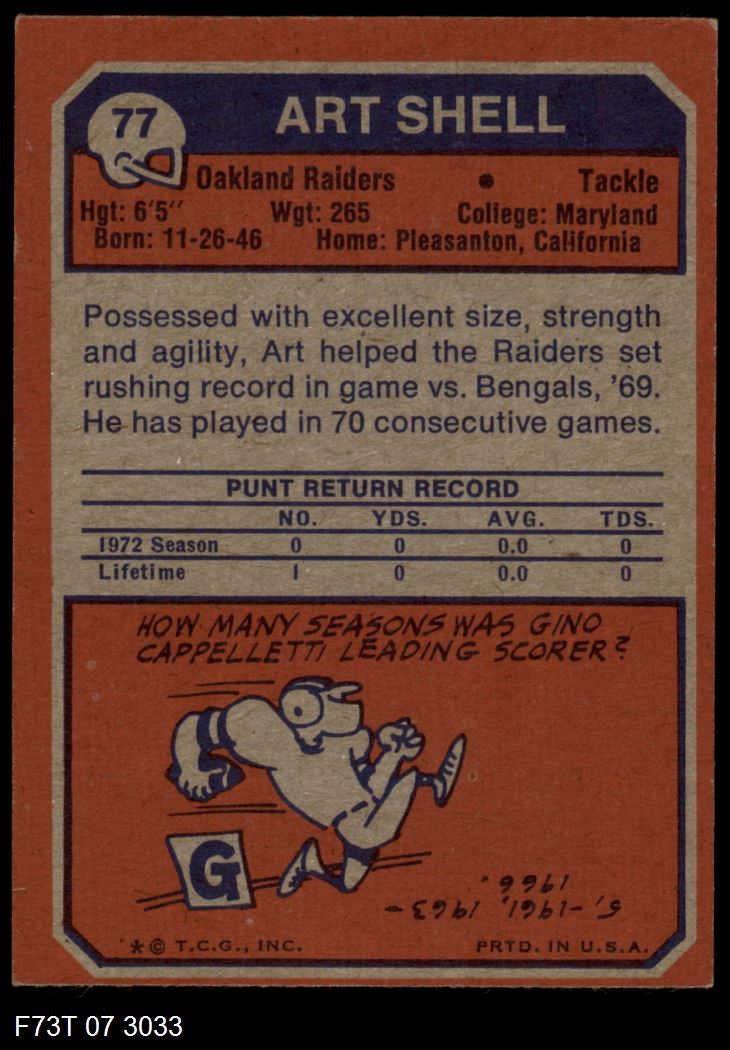 77
ART SHELL
Oakland Raiders • Tackle
Hgt: 6'5" Wgt: 265 College: Maryland
Born: 11-26-46 Home: Pleasanton, California
Possessed with excellent size, strength
and agility, Art helped the Raiders set
rushing record in game vs. Bengals, '69.
He has played in 70 consecutive games.
PUNT RETURN RECORD
NO. YDS. AVG. TDS.
1972 Season 0 0 0.0 0
Lifetime 1 0 0.0 0
HOW MANY SEASONS WAS GINO
CAPPELLETTI LEADING SCORER?
G
5,-1961, 1963-
1966.
*© T.C.G., INC. PRTD. IN U.S.A.
F73T 07 3033